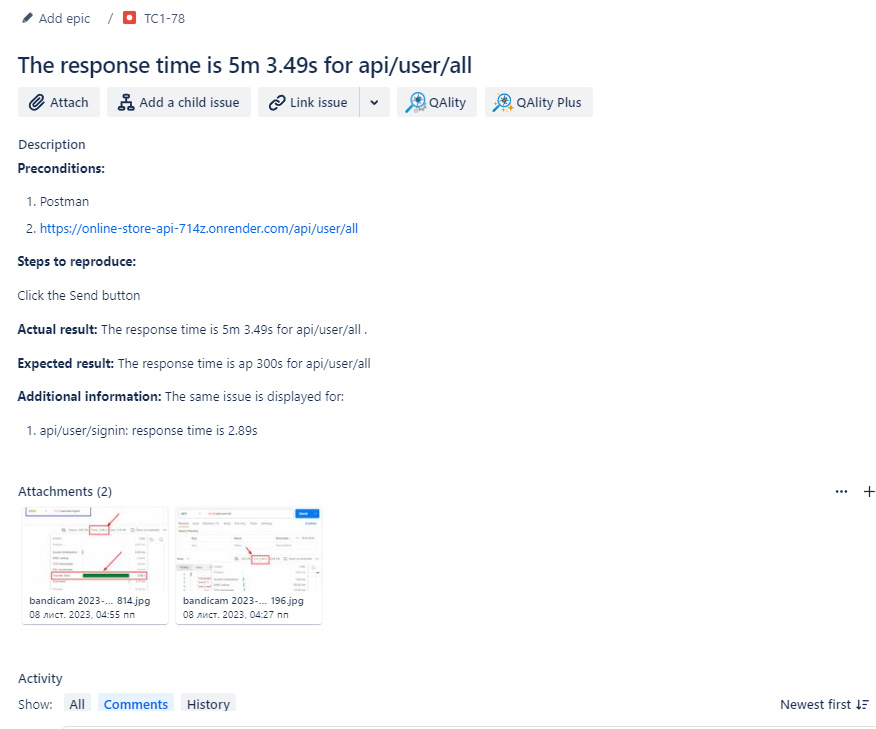 Add epic / TC1-78
The response time is 5m 3.49s for api/user/all
Attach Add a child issue Link issue QAlity QAlity Plus
Description
Preconditions:
1. Postman
2. https://online-store-api-714z.onrender.com/api/user/all
Steps to reproduce:
Click the Send button
Actual result: The response time is 5m 3.49s for api/user/all .
Expected result: The response time is ap 300s for api/user/all
Additional information: The same issue is displayed for:
1. api/user/signin: response time is 2.89s
Attachments (2)
bandicam 2023-... 814.jpg bandicam 2023-... 196.jpg
08 лист. 2023, 04:55 пп 08 лист. 2023, 04:27 пп
Activity
Show: All Comments History Newest first